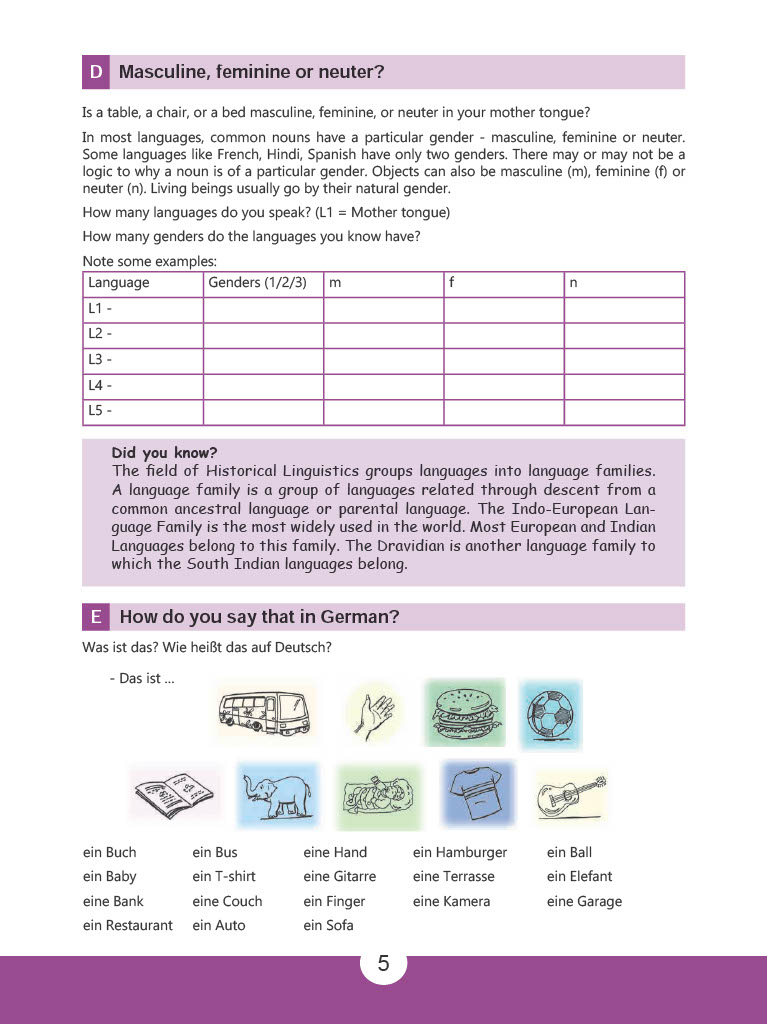 D Masculine, feminine or neuter?
Is a table, a chair, or a bed masculine, feminine, or neuter in your mother tongue?
In most languages, common nouns have a particular gender - masculine, feminine or neuter.
Some languages like French, Hindi, Spanish have only two genders. There may or may not be a
logic to why a noun is of a particular gender. Objects can also be masculine (m), feminine (f) or
neuter (n). Living beings usually go by their natural gender.
How many languages do you speak? (L1 = Mother tongue)
How many genders do the languages you know have?
Note some examples:
Language Genders (1/2/3) m f n
L1 -
L2 -
L3 -
L4 -
L5 -
Did you know?
The field of Historical Linguistics groups languages into language families.
A language family is a group of languages related through descent from a
common ancestral language or parental language. The Indo-European Lan-
guage Family is the most widely used in the world. Most European and Indian
Languages belong to this family. The Dravidian is another language family to
which the South Indian languages belong.
E How do you say that in German?
Was ist das? Wie heißt das auf Deutsch?
- Das ist ...
ein Buch ein Bus eine Hand ein Hamburger ein Ball
ein Baby ein T-shirt eine Gitarre eine Terrasse ein Elefant
eine Bank eine Couch ein Finger eine Kamera eine Garage
ein Restaurant ein Auto ein Sofa
5